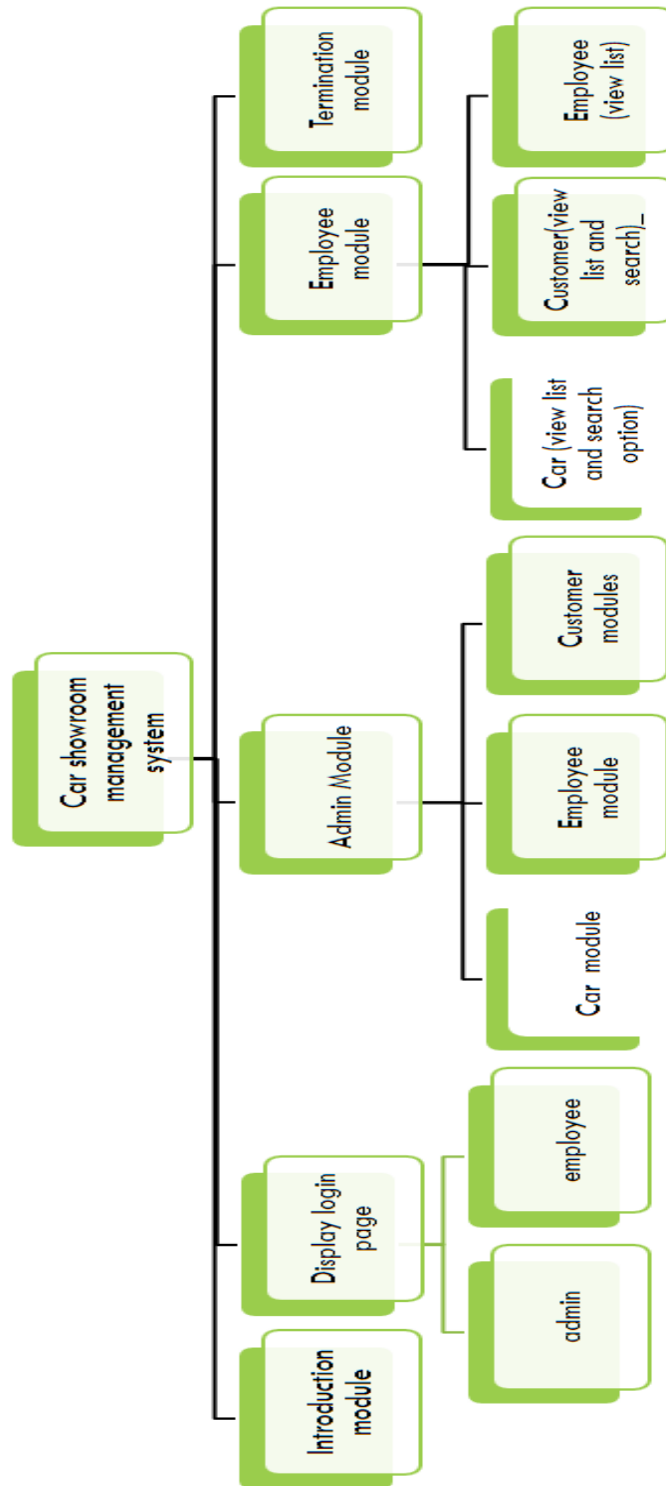 Car showroom
management
system
Introduction
module
Display login
page
Admin Module
Employee
module
Termination
module
admin
employee
Car module
Employee
module
Customer
modules
Car (view list
and search
option)
Customer(view
list and
search)_
Employee
(view list)